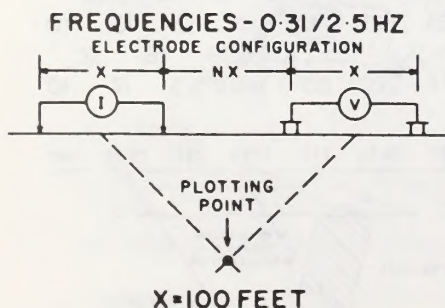 FREQUENCIES - 0·31/2·5 HZ
ELECTRODE CONFIGURATION
X NX X
I V
PLOTTING
POINT
X=100 FEET